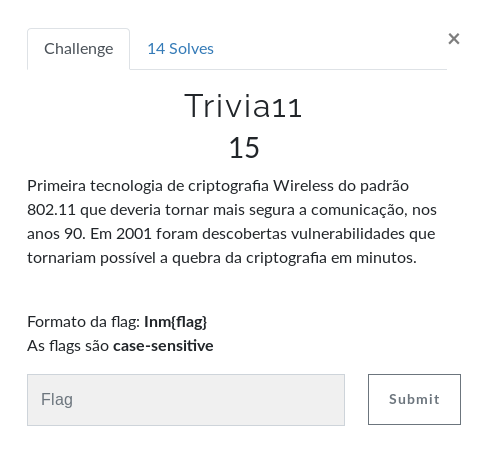 Challenge
14 Solves
×
Trivia11
15
Primeira tecnologia de criptografia Wireless do padrão
802.11 que deveria tornar mais segura a comunicação, nos
anos 90. Em 2001 foram descobertas vulnerabilidades que
tornariam possível a quebra da criptografia em minutos.
Formato da flag: Inm{flag}
As flags são case-sensitive
Flag
Submit